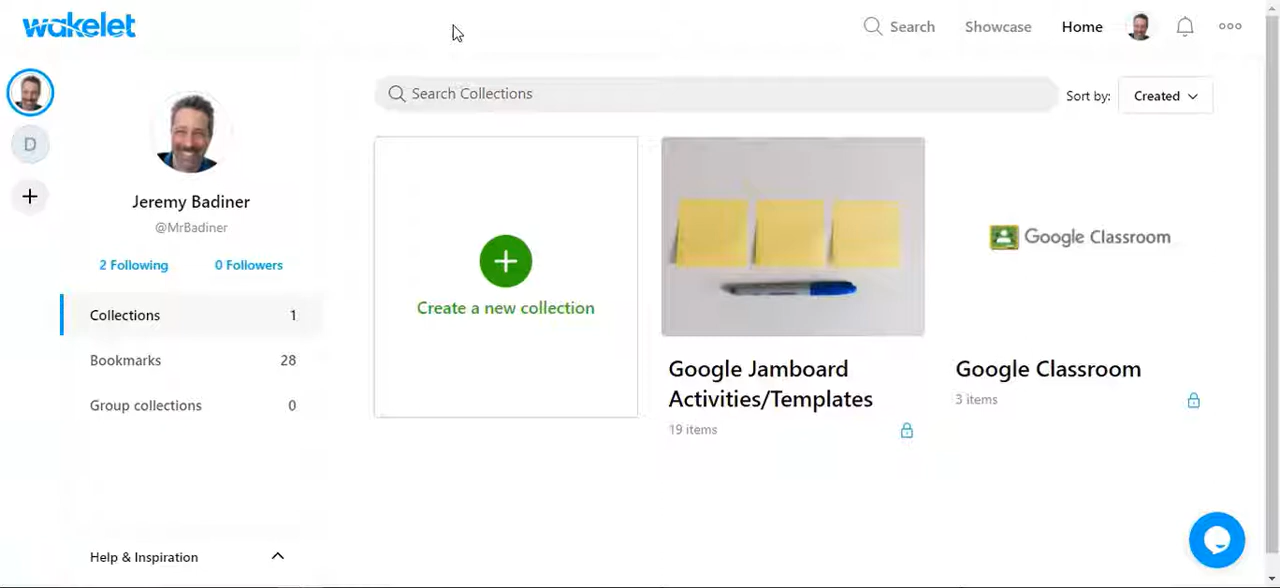 wakelet
Search
Showcase
Home
D
Jeremy Badiner
@MrBadiner
2 Following
0 Followers
Collections 1
Bookmarks 28
Group collections 0
Help & Inspiration
Search Collections
Sort by:
Created
Create a new collection
Google Jamboard
Activities/Templates
19 items
Google Classroom
Google Classroom
3 items